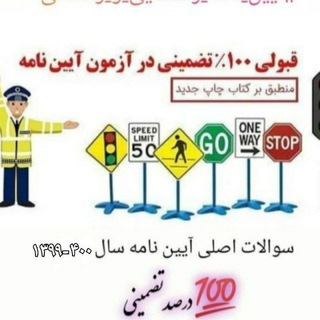 قبولی ۱۰۰٪ تضمینی در آزمون آیین نامه
منطبق بر کتاب چاپ جدید
SPEED LIMIT 50
GO
ONE WAY
STOP
سوالات اصلی آیین نامه سال ۴۰۰-۱۳۹۹
100 درصد تضمینی